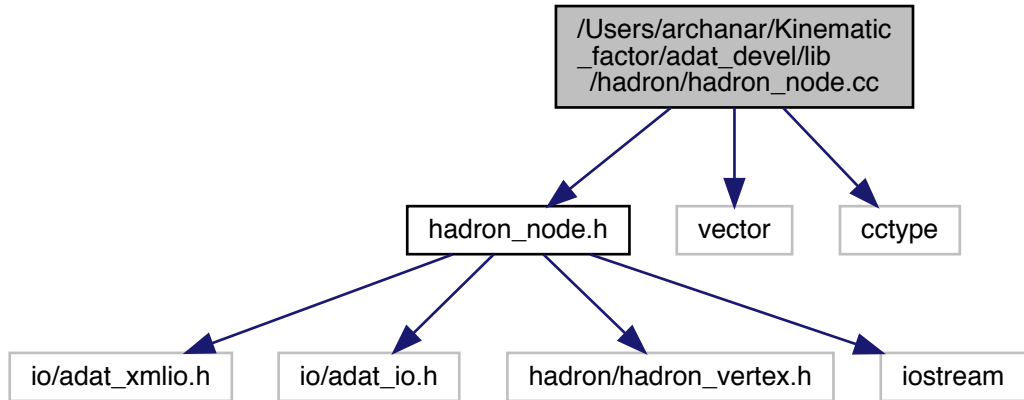 /Users/archanar/Kinematic
_factor/adat_devel/lib
/hadron/hadron_node.cc
hadron_node.h
vector
cctype
io/adat_xmlio.h
io/adat_io.h
hadron/hadron_vertex.h
iostream